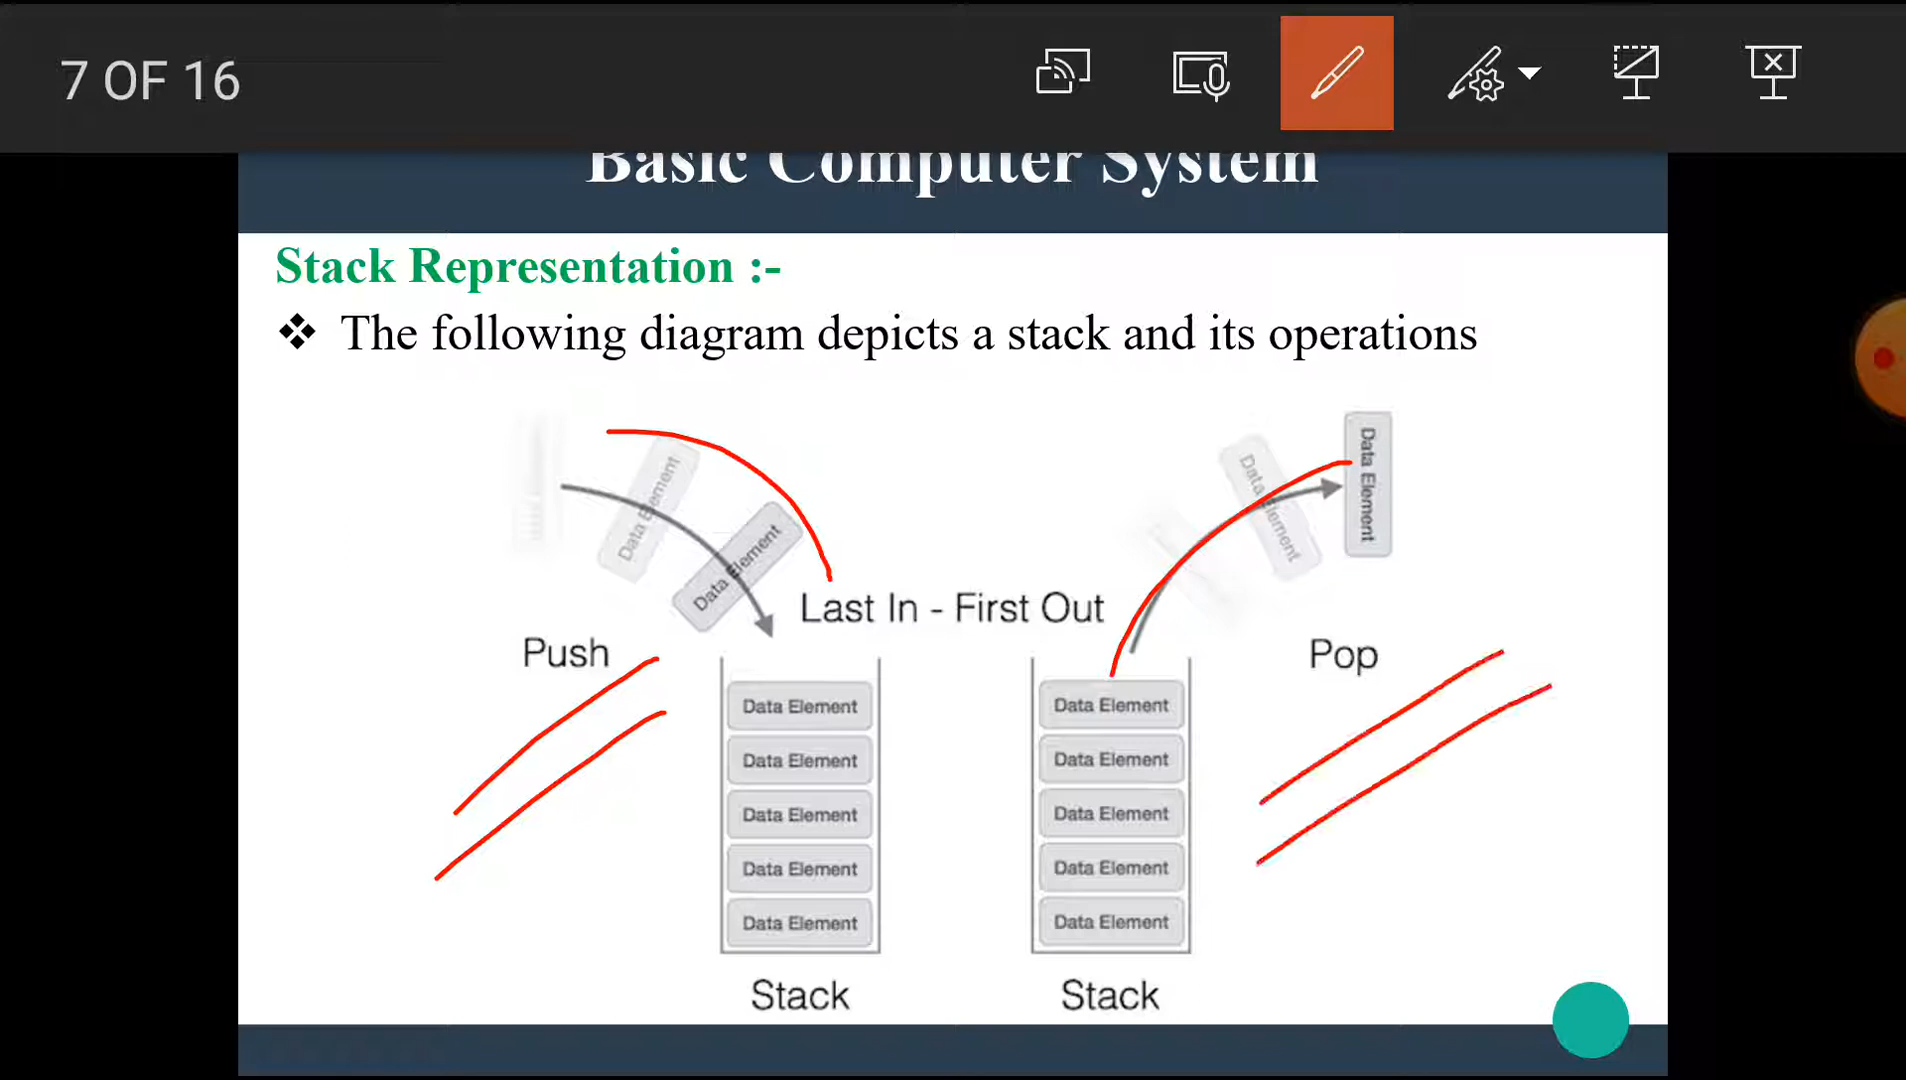 7 OF 16
Basic Computer System
Stack Representation :-
❖ The following diagram depicts a stack and its operations
Data Element
Data Element
Data Element
Data Element
Last In - First Out
Push
Pop
Data Element
Data Element
Data Element
Data Element
Data Element
Data Element
Data Element
Data Element
Data Element
Data Element
Stack
Stack